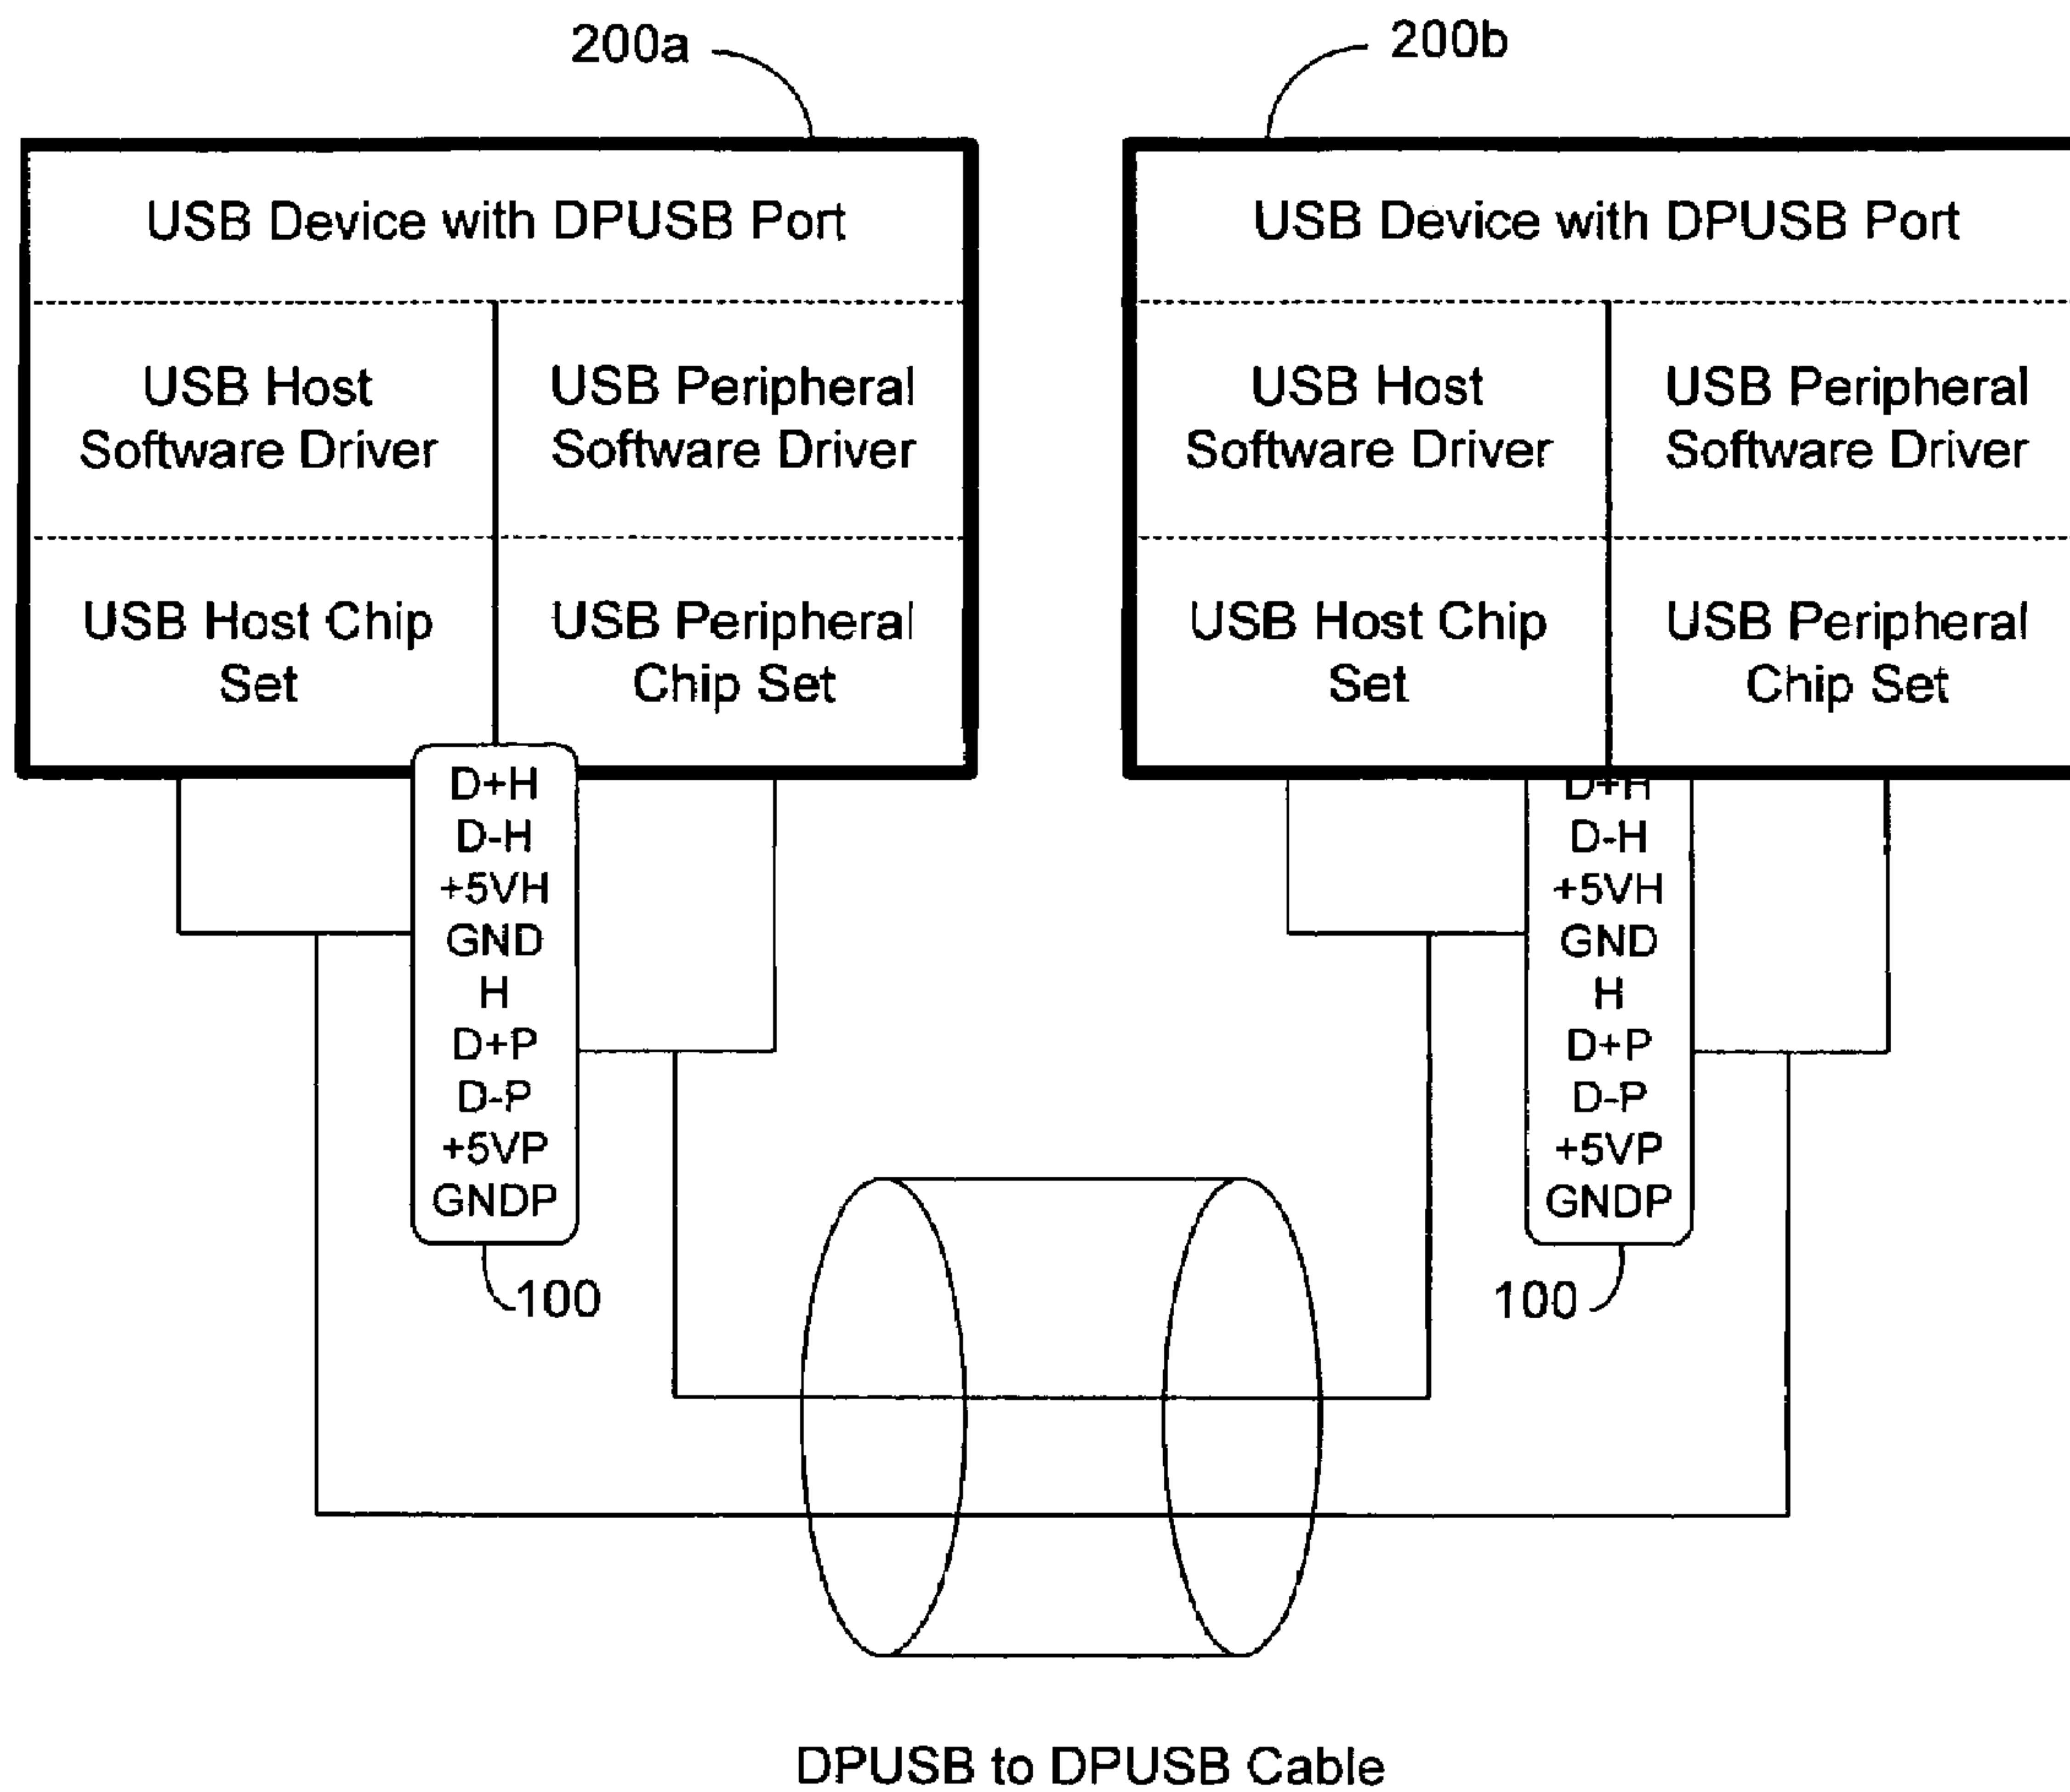 200a
200b
USB Device with DPUSB Port
USB Host
Software Driver
USB Peripheral
Software Driver
USB Host Chip
Set
USB Peripheral
Chip Set
D+H
D-H
+5VH
GND
H
D+P
D-P
+5VP
GNDP
100
USB Device with DPUSB Port
USB Host
Software Driver
USB Peripheral
Software Driver
USB Host Chip
Set
USB Peripheral
Chip Set
D+H
D-H
+5VH
GND
H
D+P
D-P
+5VP
GNDP
100
DPUSB to DPUSB Cable